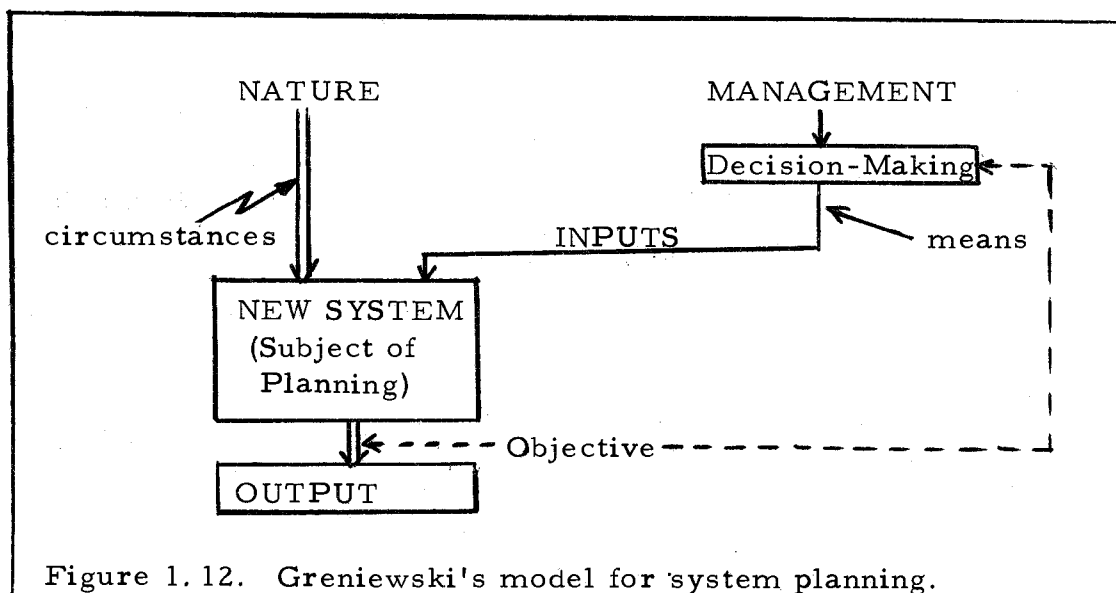 NATURE
MANAGEMENT
Decision-Making
circumstances
INPUTS
means
NEW SYSTEM
(Subject of
Planning)
Objective
OUTPUT
Figure 1.12. Greniewski's model for system planning.